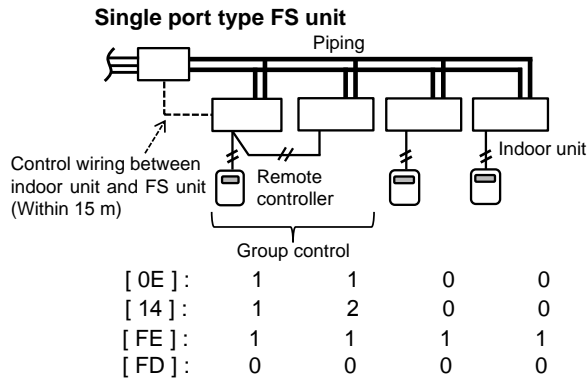 Single port type FS unit
Piping
Control wiring between
indoor unit and FS unit
(Within 15 m)
Remote
controller
Indoor unit
Group control
[ 0E ] : 1 1 0 0
[ 14 ] : 1 2 0 0
[ FE ] : 1 1 1 1
[ FD ] : 0 0 0 0